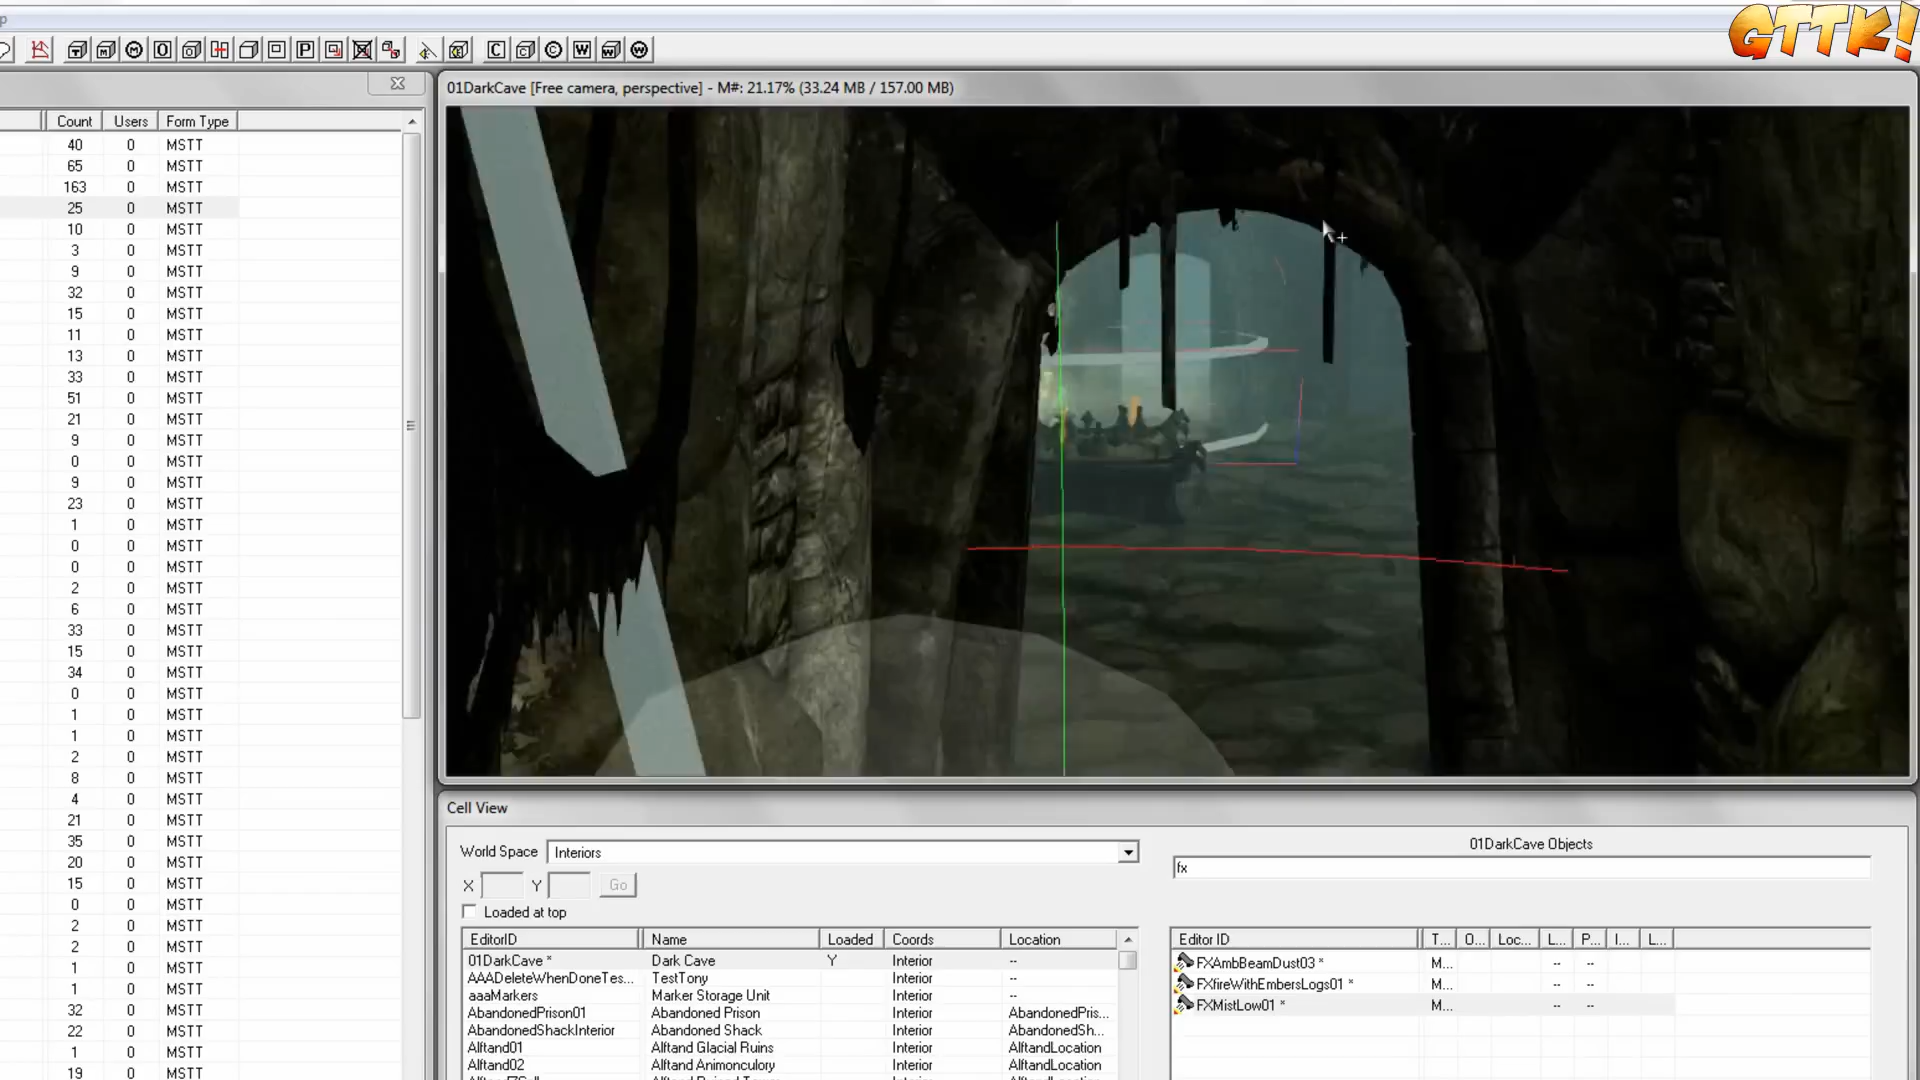 p
GTTK!
M M O P C C © W W W
01DarkCave [Free camera, perspective] - M#: 21.17% (33.24 MB / 157.00 MB)
Count Users Form Type
40 0 MSTT
65 0 MSTT
163 0 MSTT
25 0 MSTT
10 0 MSTT
3 0 MSTT
9 0 MSTT
32 0 MSTT
15 0 MSTT
11 0 MSTT
13 0 MSTT
33 0 MSTT
51 0 MSTT
21 0 MSTT
9 0 MSTT
0 0 MSTT
9 0 MSTT
23 0 MSTT
1 0 MSTT
0 0 MSTT
0 0 MSTT
2 0 MSTT
6 0 MSTT
33 0 MSTT
15 0 MSTT
34 0 MSTT
0 0 MSTT
1 0 MSTT
1 0 MSTT
2 0 MSTT
8 0 MSTT
4 0 MSTT
21 0 MSTT
35 0 MSTT
20 0 MSTT
15 0 MSTT
0 0 MSTT
2 0 MSTT
2 0 MSTT
1 0 MSTT
1 0 MSTT
32 0 MSTT
22 0 MSTT
1 0 MSTT
19 0 MSTT
Cell View
World Space Interiors
X Y Go
Loaded at top
EditorID Name Loaded Coords Location
01DarkCave * Dark Cave Y Interior --
AAADeleteWhenDoneTes... TestTony Interior --
aaaMarkers Marker Storage Unit Interior --
AbandonedPrison01 Abandoned Prison Interior AbandonedPris...
AbandonedShackInterior Abandoned Shack Interior AbandonedSh...
Alftand01 Alftand Glacial Ruins Interior AlftandLocation
Alftand02 Alftand Animonculory Interior AlftandLocation
01DarkCave Objects
fx
Editor ID T... O... Loc... L... P... I... L...
FXAmbBeamDust03 * M... -- --
FXfireWithEmbersLogs01 * M... -- --
FXMistLow01 * M... -- --